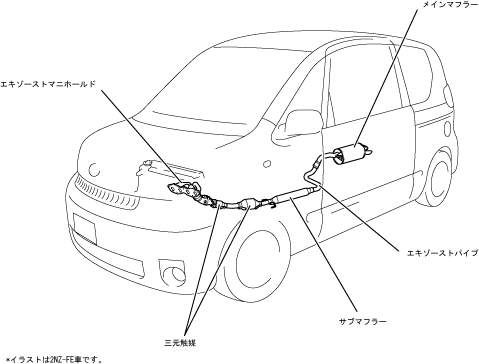 メインマフラー
エキゾーストマニホールド
エキゾーストパイプ
サブマフラー
三元触媒
*イラストは2NZ-FE車です。